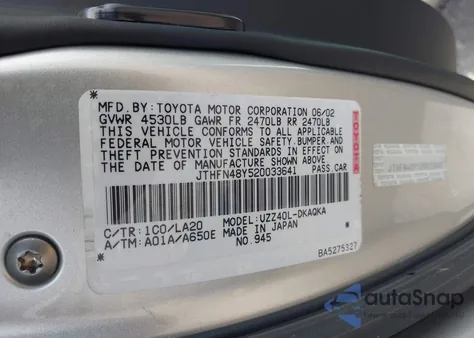 MFD.BY: TOYOTA MOTOR CORPORATION 06/02
GVWR 4530LB GAWR FR 2470LB RR 2470LB
THIS VEHICLE CONFORMS TO ALL APPLICABLE
FEDERAL MOTOR VEHICLE SAFETY,BUMPER,AND
THEFT PREVENTION STANDARDS IN EFFECT ON
THE DATE OF MANUFACTURE SHOWN ABOVE.
JTHFN48Y520033641 PASS.CAR
C/TR:1C0/LA20 MODEL:UZZ40L-DKAQKA
A/TM:A01A/A650E MADE IN JAPAN
NO.945
BA5275327
TOYOTA
autoSnap